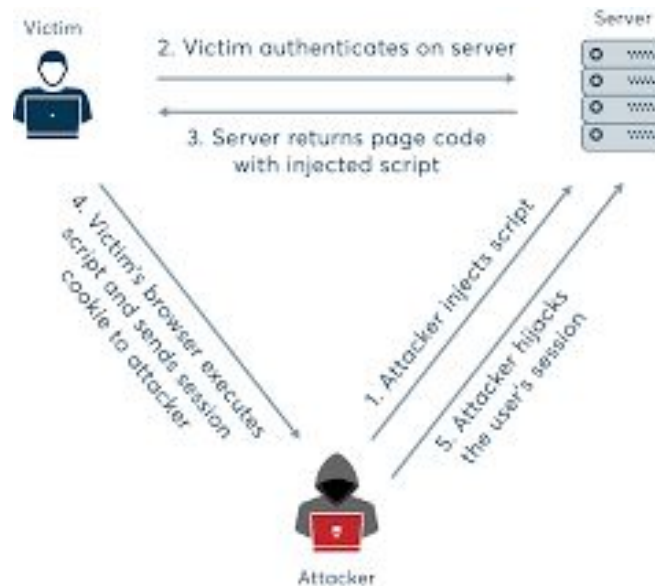 Victim
Server
2. Victim authenticates on server
3. Server returns page code
with injected script
4. Victim's browser executes
script and sends session
cookie to attacker
1. Attacker injects script
5. Attacker hijacks
the user's session
Attacker